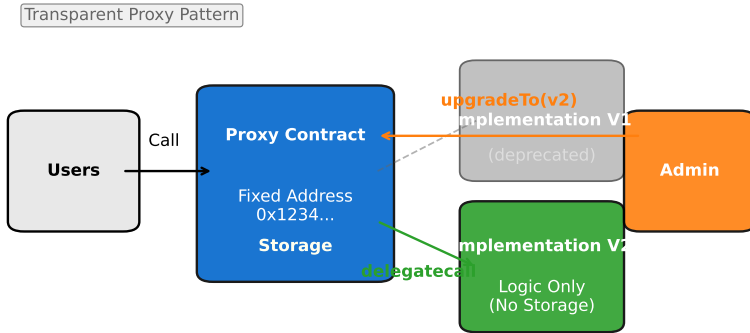 Transparent Proxy Pattern
Users
Call
Proxy Contract
Fixed Address
0x1234...
Storage
upgradeTo(v2)
mplementation V1
(deprecated)
Admin
delegatecall
mplementation V2
Logic Only
(No Storage)